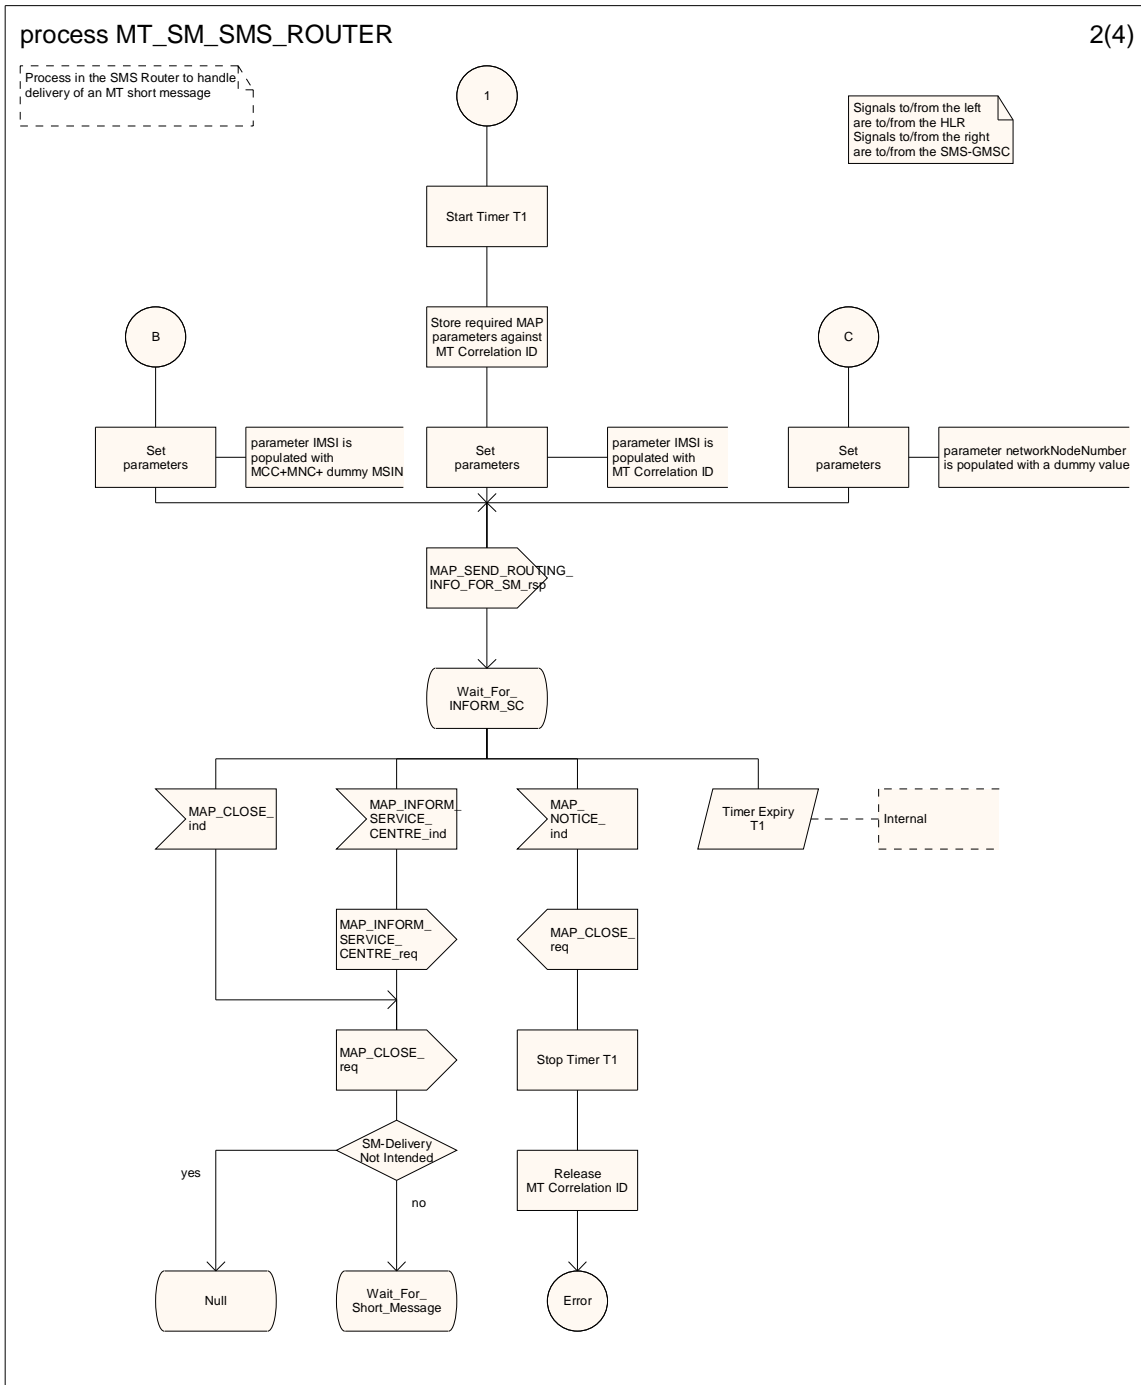 process MT_SM_SMS_ROUTER
2(4)
Process in the SMS Router to handle
delivery of an MT short message
1
Signals to/from the left
are to/from the HLR
Signals to/from the right
are to/from the SMS-GMSC
Start Timer T1
B
Store required MAP
parameters against
MT Correlation ID
C
Set
parameters
parameter IMSI is
populated with
MCC+MNC+ dummy MSIN
Set
parameters
parameter IMSI is
populated with
MT Correlation ID
Set
parameters
parameter networkNodeNumber
is populated with a dummy value
MAP_SEND_ROUTING_
INFO_FOR_SM_rsp
Wait_For_
INFORM_SC
MAP_CLOSE_
ind
MAP_INFORM_
SERVICE_
CENTRE_ind
MAP_
NOTICE_
ind
Timer Expiry
T1
Internal
MAP_INFORM_
SERVICE_
CENTRE_req
MAP_CLOSE_
req
MAP_CLOSE_
req
Stop Timer T1
SM-Delivery
Not Intended
yes
no
Release
MT Correlation ID
Null
Wait_For_
Short_Message
Error